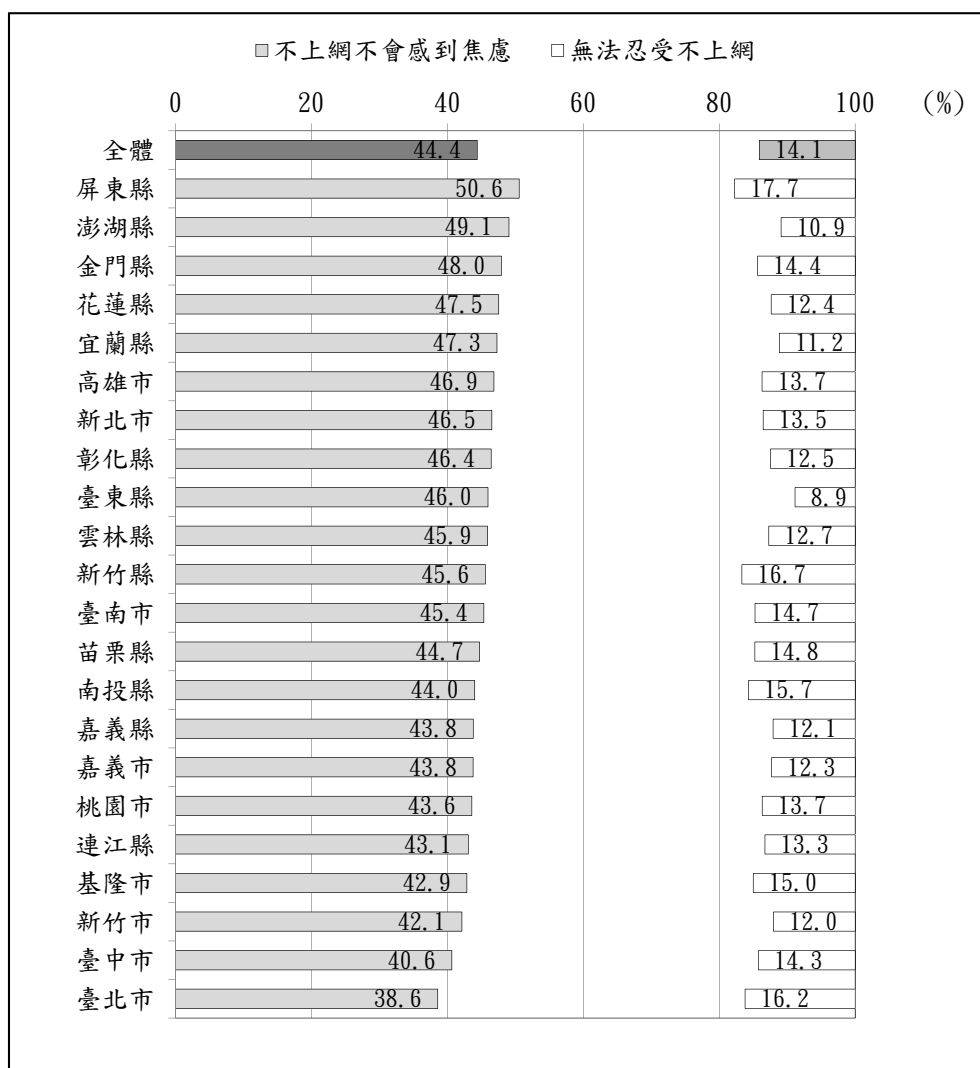 不上網不會感到焦慮 無法忍受不上網
0 20 40 60 80 100 (%)
全體 44.4 14.1
屏東縣 50.6 17.7
澎湖縣 49.1 10.9
金門縣 48.0 14.4
花蓮縣 47.5 12.4
宜蘭縣 47.3 11.2
高雄市 46.9 13.7
新北市 46.5 13.5
彰化縣 46.4 12.5
臺東縣 46.0 8.9
雲林縣 45.9 12.7
新竹縣 45.6 16.7
臺南市 45.4 14.7
苗栗縣 44.7 14.8
南投縣 44.0 15.7
嘉義縣 43.8 12.1
嘉義市 43.8 12.3
桃園市 43.6 13.7
連江縣 43.1 13.3
基隆市 42.9 15.0
新竹市 42.1 12.0
臺中市 40.6 14.3
臺北市 38.6 16.2